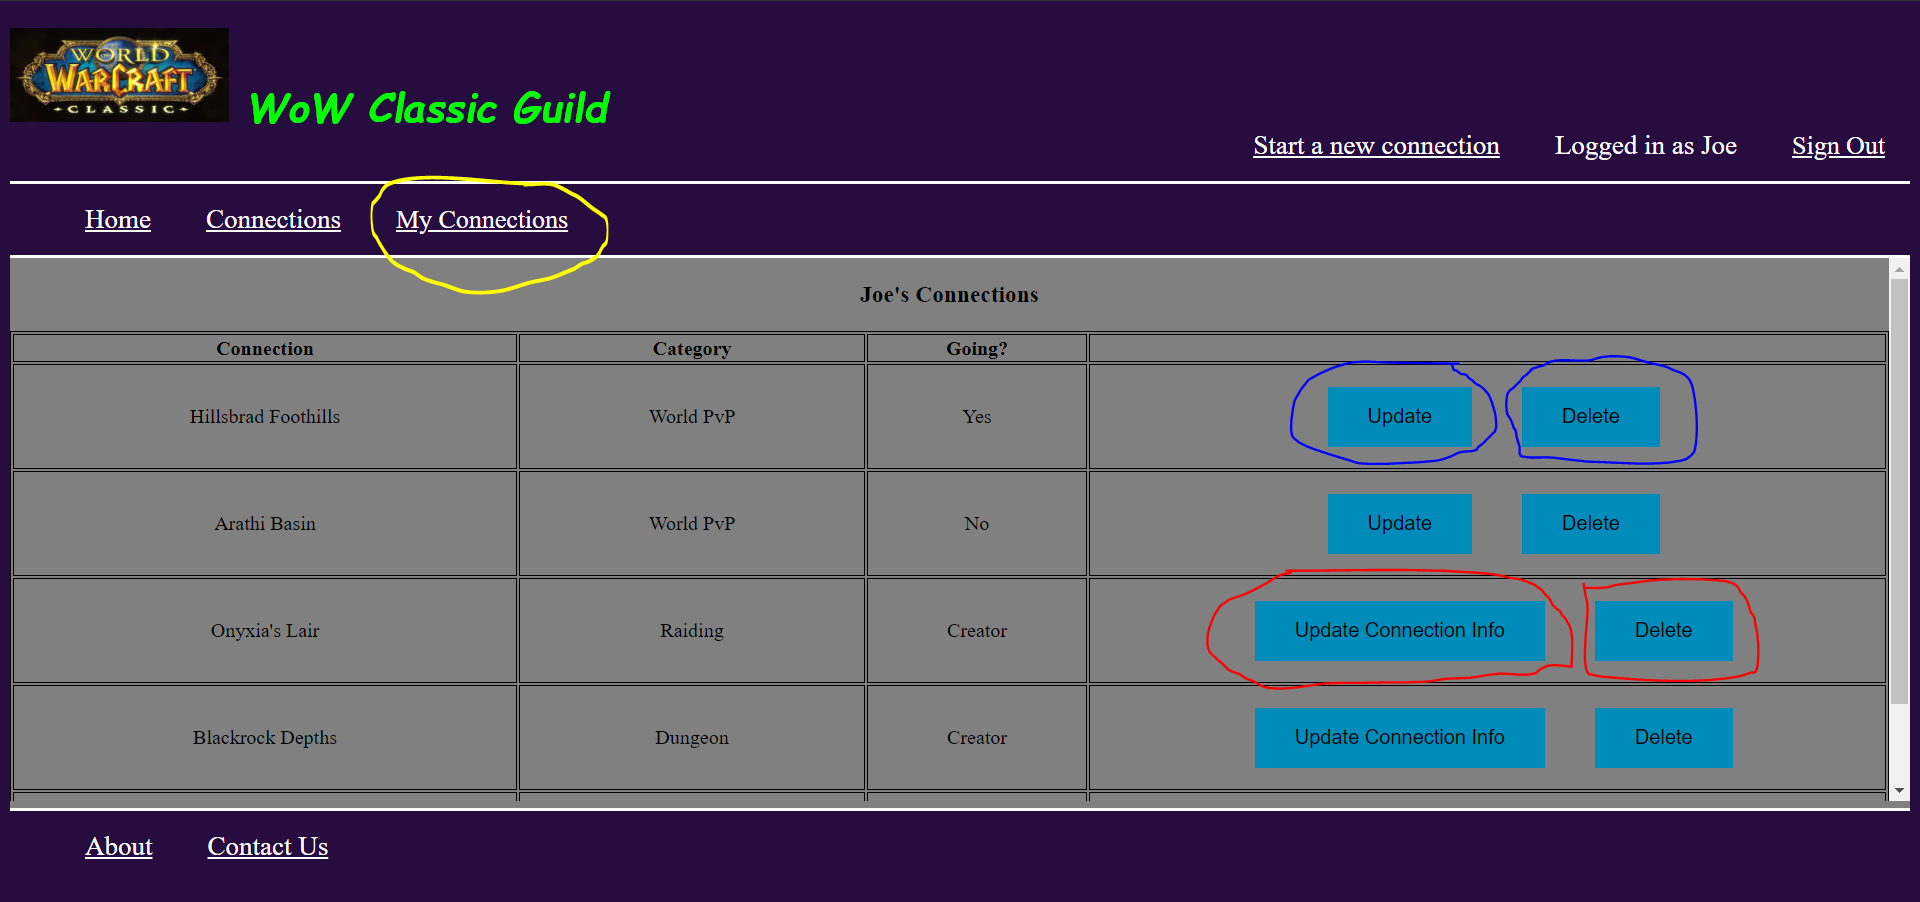 WORLD
OF
WARCRAFT
CLASSIC
WoW Classic Guild
Start a new connection Logged in as Joe Sign Out
Home Connections My Connections
Joe's Connections
Connection Category Going?
Hillsbrad Foothills World PvP Yes Update Delete
Arathi Basin World PvP No Update Delete
Onyxia's Lair Raiding Creator Update Connection Info Delete
Blackrock Depths Dungeon Creator Update Connection Info Delete
About Contact Us